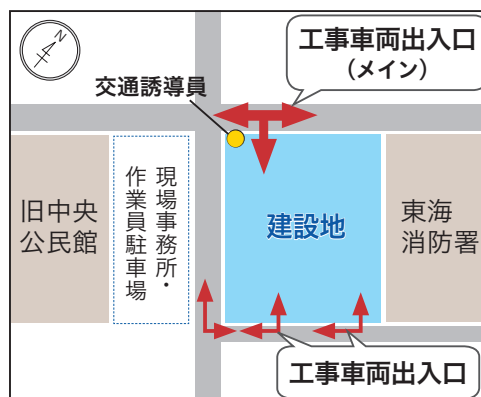 N
工事車両出入口
(メイン)
交通誘導員
旧中央
公民館
現場事務所・
作業員駐車場
建設地
東海
消防署
工事車両出入口